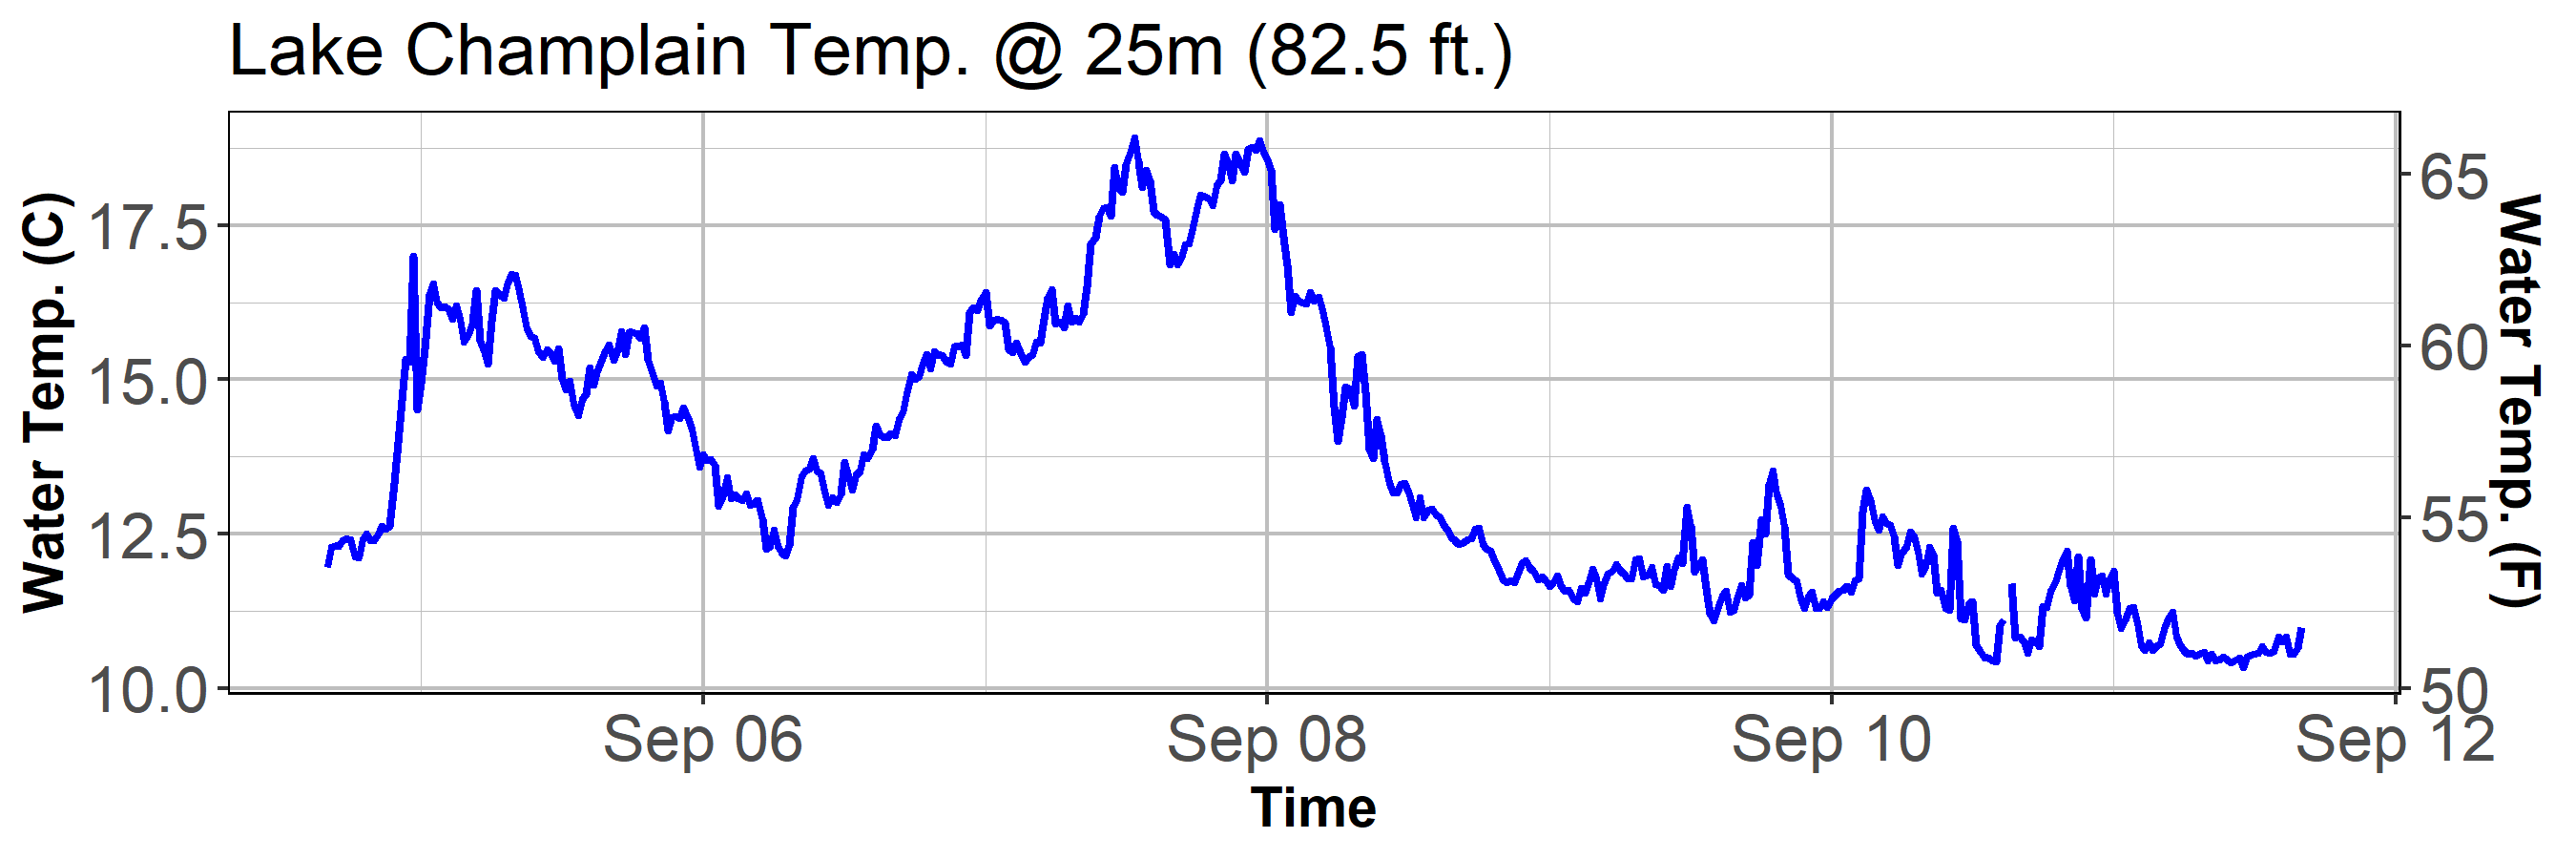 Lake Champlain Temp. @ 25m (82.5 ft.)
Water Temp. (C)
17.5
15.0
12.5
10.0
65
60
55
50
Water Temp. (F)
Sep 06
Sep 08
Sep 10
Sep 12
Time